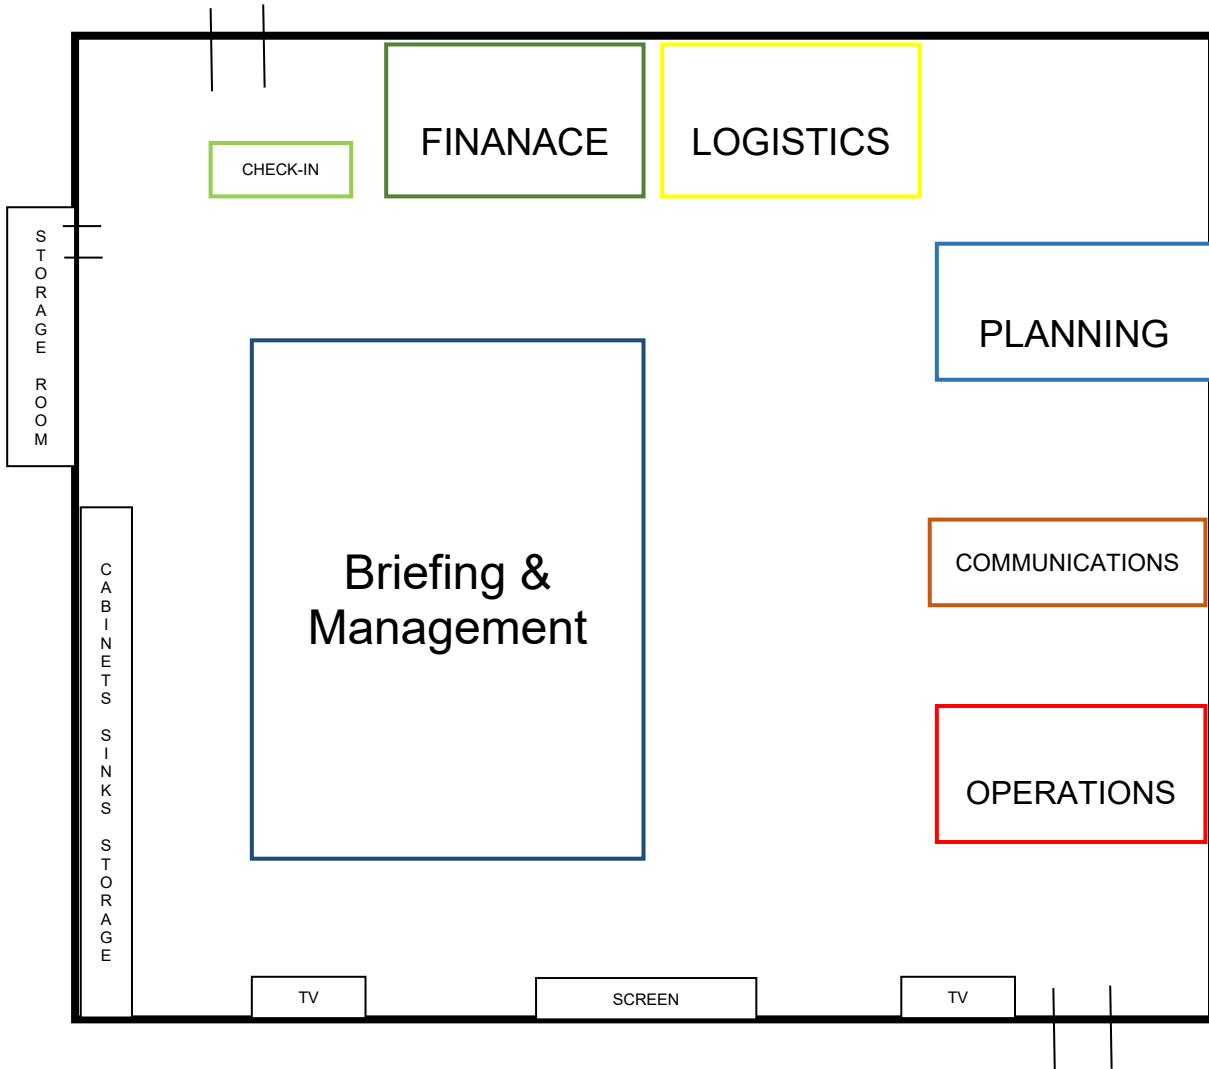 FINANACE
LOGISTICS
CHECK-IN
STORAGE ROOM
PLANNING
Briefing &
Management
COMMUNICATIONS
CABINETS SINKS STORAGE
OPERATIONS
TV
SCREEN
TV